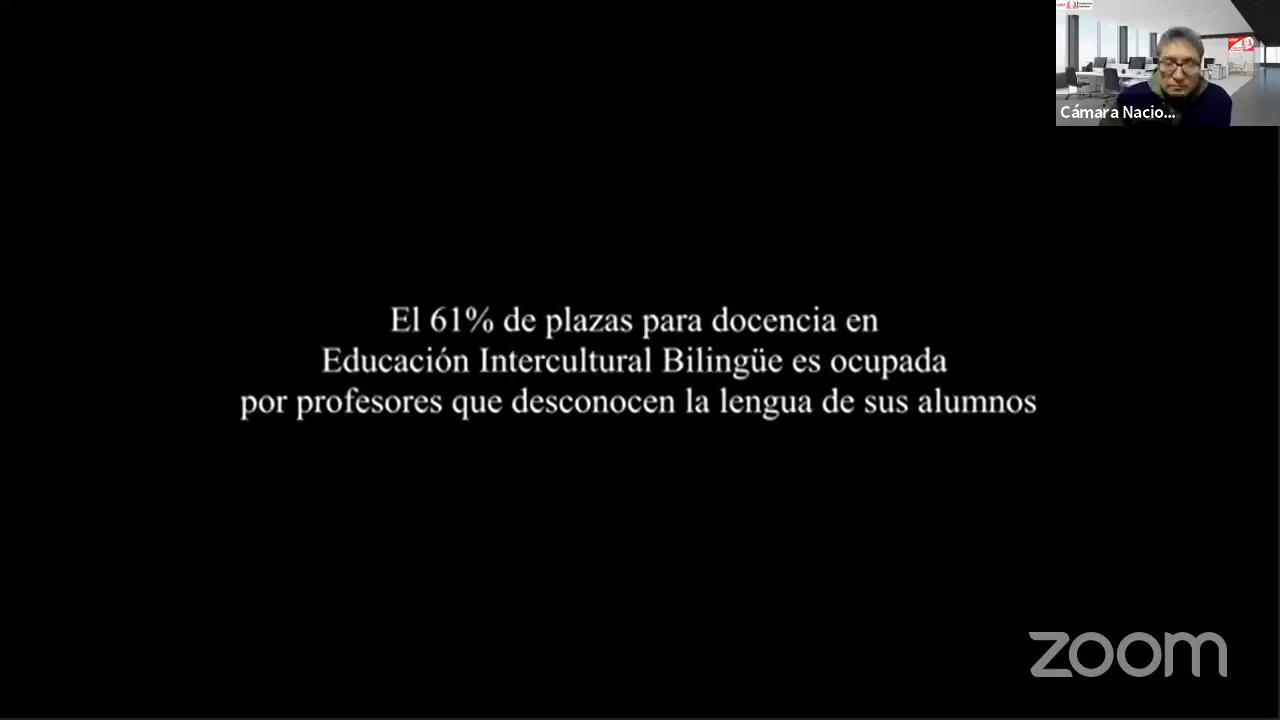 Cámara Nacio...
El 61% de plazas para docencia en
Educación Intercultural Bilingüe es ocupada
por profesores que desconocen la lengua de sus alumnos
zoom